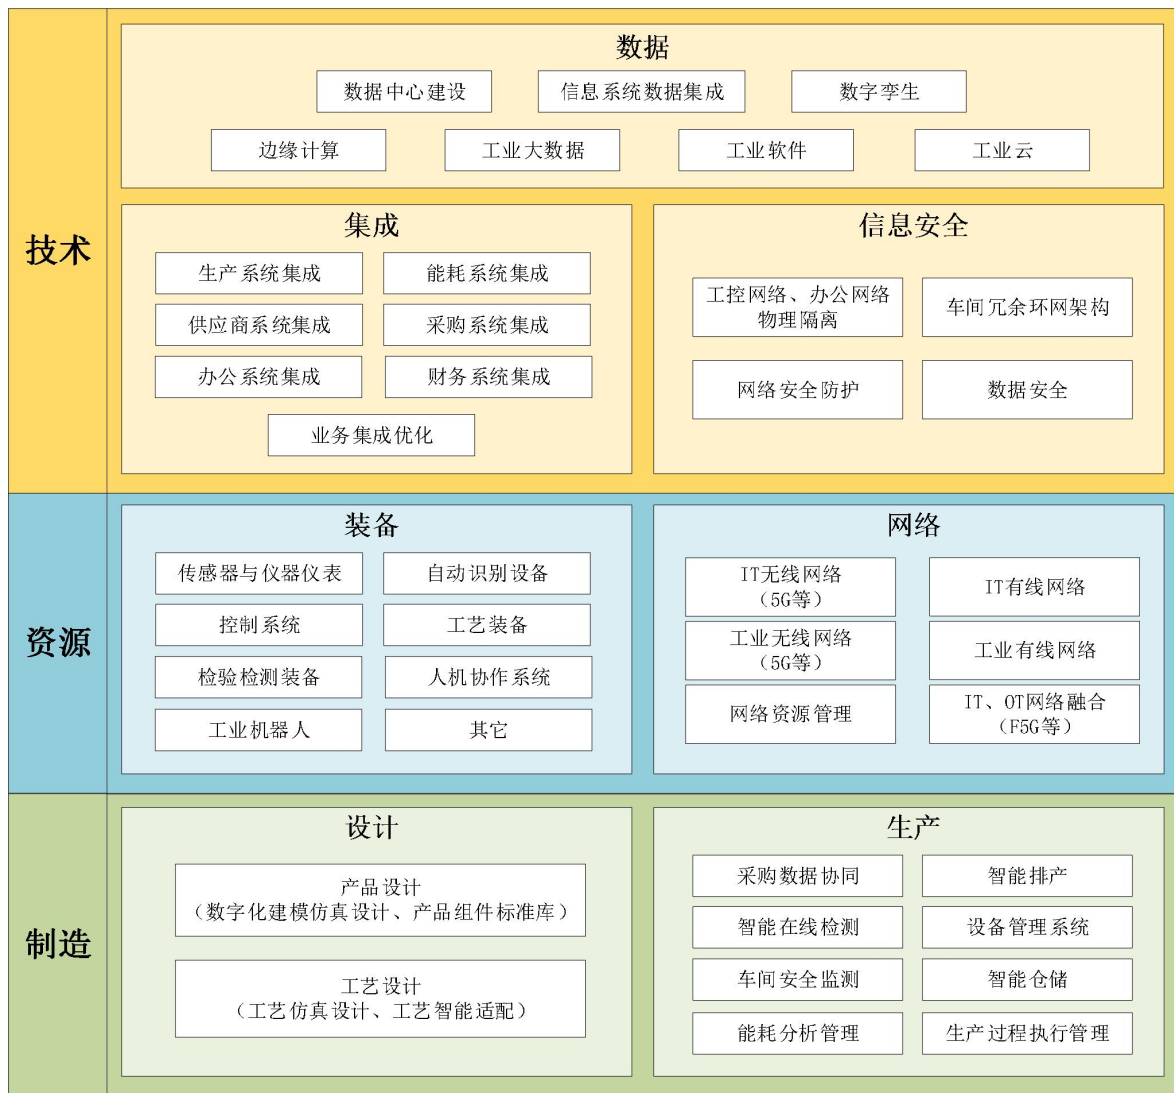 技术
数据
数据中心建设
信息系统数据集成
数字孪生
边缘计算
工业大数据
工业软件
工业云
集成
生产系统集成
能耗系统集成
供应商系统集成
采购系统集成
办公系统集成
财务系统集成
业务集成优化
信息安全
工控网络、办公网络
物理隔离
车间冗余环网架构
网络安全防护
数据安全
资源
装备
传感器与仪器仪表
自动识别设备
控制系统
工艺装备
检验检测装备
人机协作系统
工业机器人
其它
网络
IT无线网络
（5G等）
IT有线网络
工业无线网络
（5G等）
工业有线网络
网络资源管理
IT、OT网络融合
（F5G等）
制造
设计
产品设计
（数字化建模仿真设计、产品组件标准库）
工艺设计
（工艺仿真设计、工艺智能适配）
生产
采购数据协同
智能排产
智能在线检测
设备管理系统
车间安全监测
智能仓储
能耗分析管理
生产过程执行管理